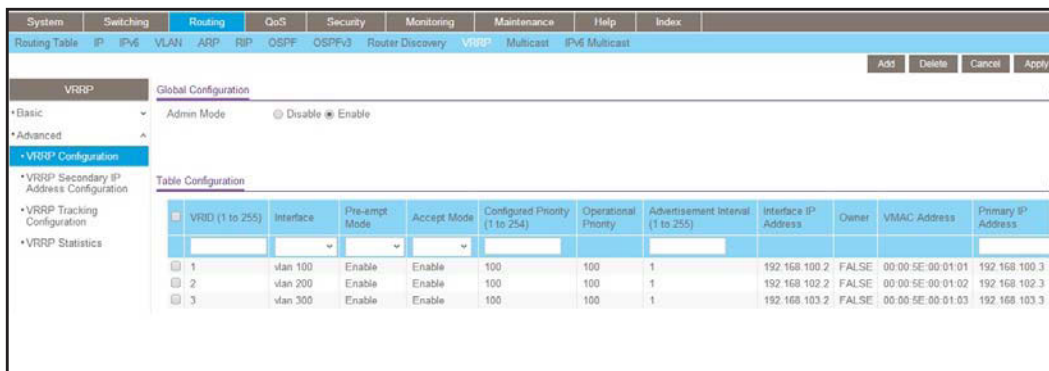 System Switching Routing QoS Security Monitoring Maintenance Help Index
Routing Table IP IPv6 VLAN ARP RIP OSPF OSPFv3 Router Discovery VRRP Multicast IPv6 Multicast
Add Delete Cancel Apply
VRRP
Basic
Advanced
VRRP Configuration
VRRP Secondary IP
Address Configuration
VRRP Tracking
Configuration
VRRP Statistics
Global Configuration
Admin Mode Disable Enable
Table Configuration
VRID (1 to 255) Interface Pre-empt Mode Accept Mode Configured Priority (1 to 254) Operational Priority Advertisement Interval (1 to 255) Interface IP Address Owner VMAC Address Primary IP Address
1 vlan 100 Enable Enable 100 100 1 192.168.100.2 FALSE 00:00:5E:00:01:01 192.168.100.3
2 vlan 200 Enable Enable 100 100 1 192.168.102.2 FALSE 00:00:5E:00:01:02 192.168.102.3
3 vlan 300 Enable Enable 100 100 1 192.168.103.2 FALSE 00:00:5E:00:01:03 192.168.103.3